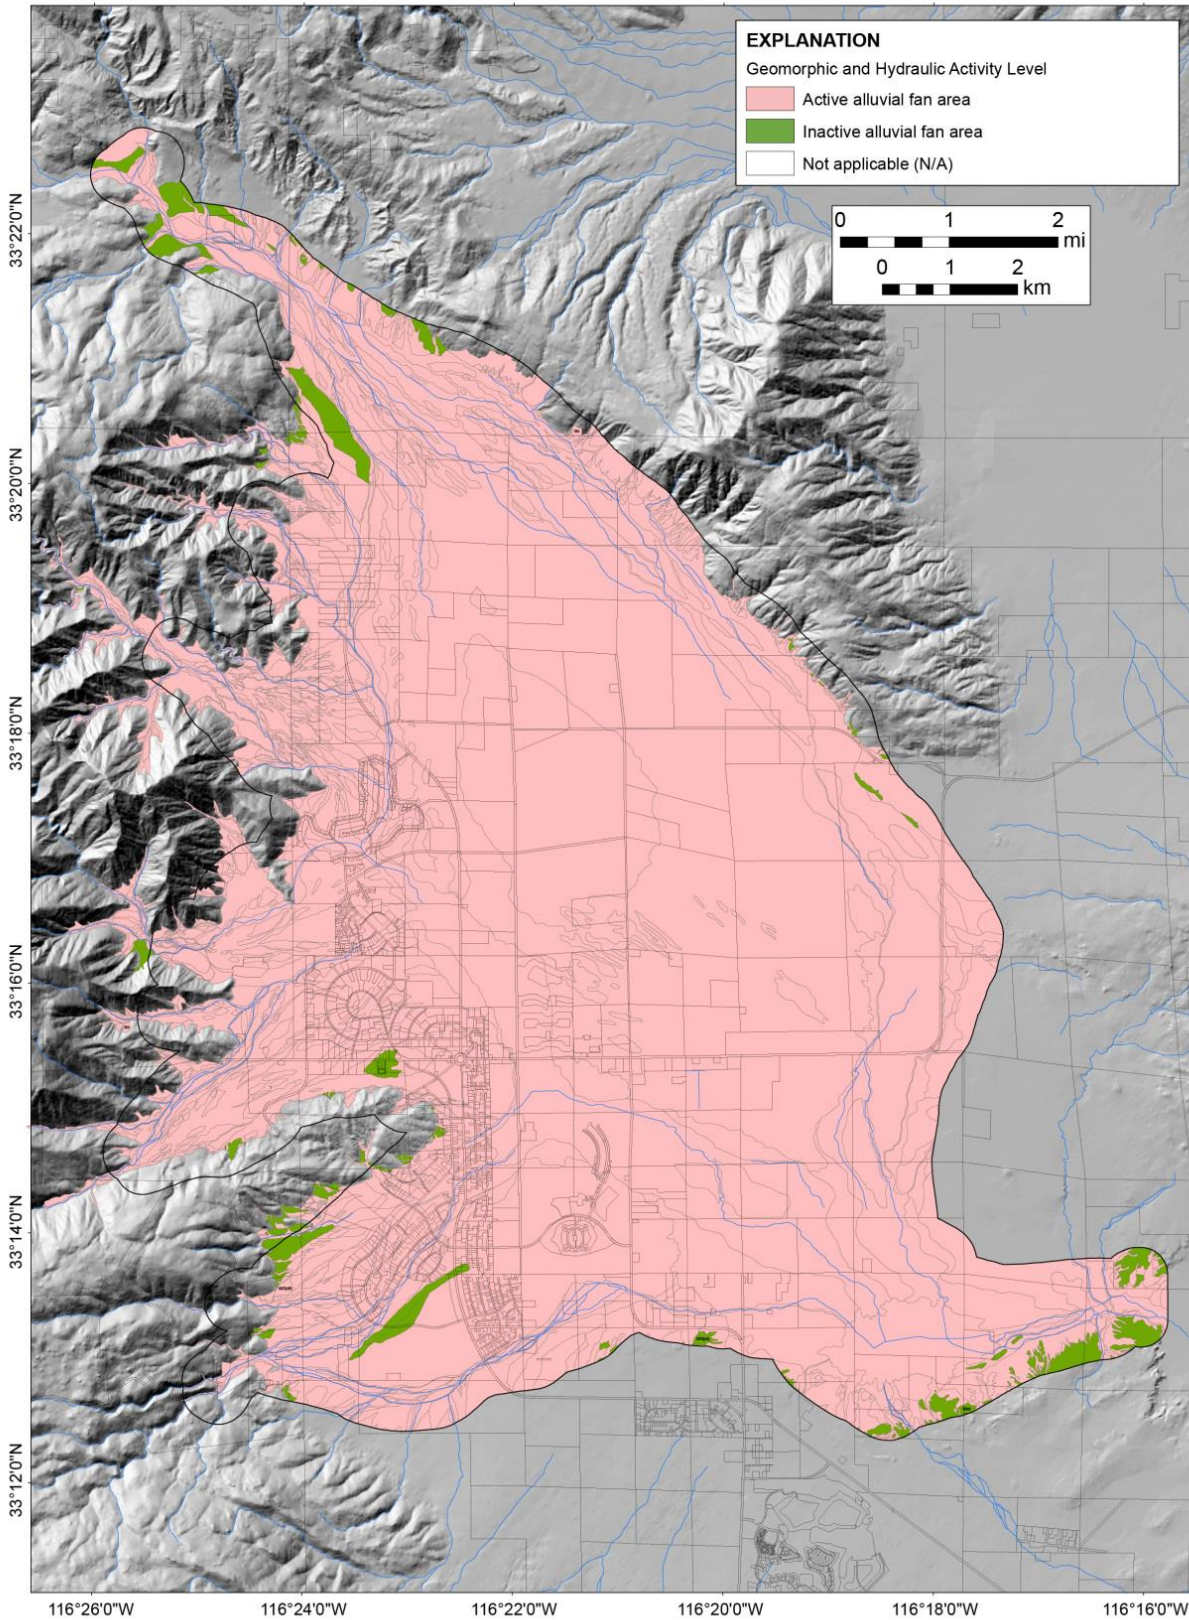 EXPLANATION
Geomorphic and Hydraulic Activity Level
Active alluvial fan area
Inactive alluvial fan area
Not applicable (N/A)
0 1 2 mi
0 1 2 km
33°22'0"N
33°20'0"N
33°18'0"N
33°16'0"N
33°14'0"N
33°12'0"N
116°26'0"W 116°24'0"W 116°22'0"W 116°20'0"W 116°18'0"W 116°16'0"W